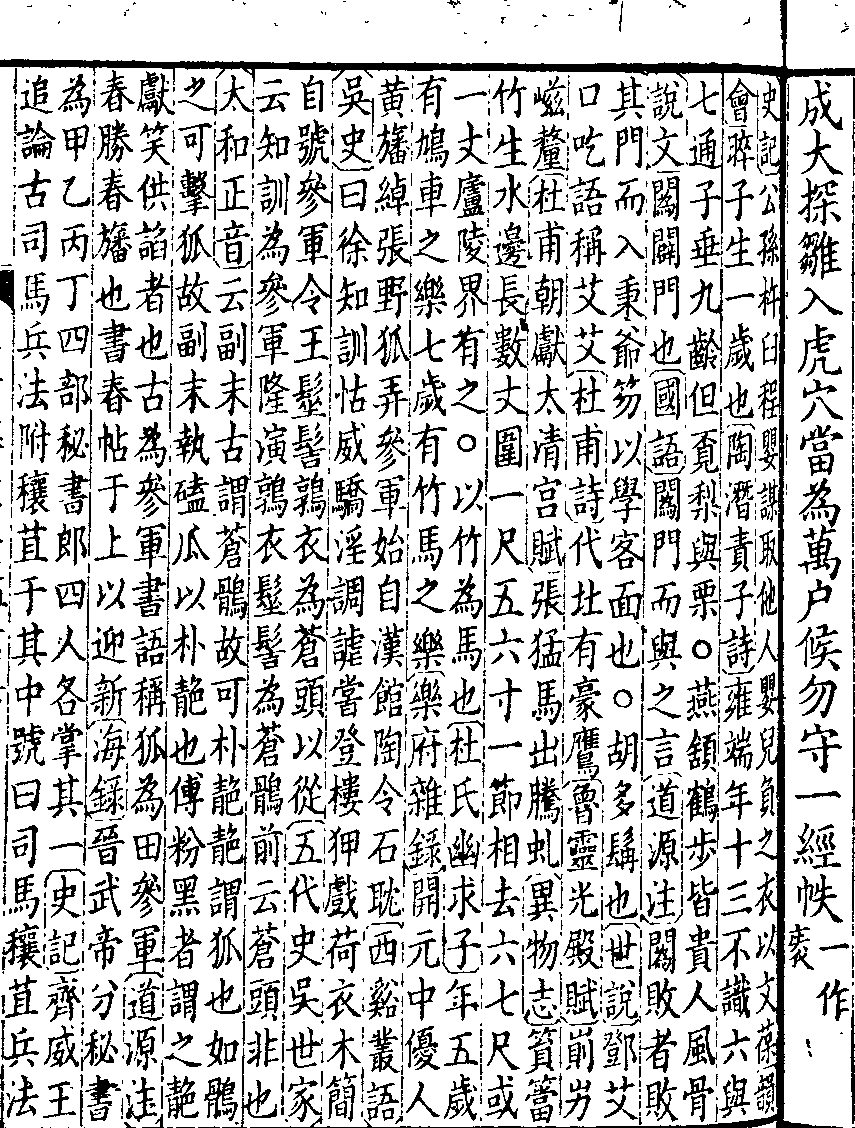 成大探雛入虎穴當為萬户候勿守一經帙一作袠
史記公孫杵臼程嬰謀取他人嬰兒負之衣以文葆韻
會晬子生一歲也陶潛責子詩雍端年十三不識六與
七通子垂九齡但覔梨與栗○燕頷鶴步皆貴人風骨
說文闖闢門也國語闖門而與之言道源注闖敗者敗
其門而入秉爺笏以學客面也○胡多髯也世說鄧艾
口吃語稱艾艾杜甫詩代北有豪鷹魯靈光殿賦崱屶
嵫釐杜甫朝獻太清宮賦張猛馬出騰虬異物志篔簹
竹生水邊長數丈圍一尺五六寸一節相去六七尺或
一丈廬陵界有之○以竹為馬也杜氏幽求子年五歲
有鳩車之樂七歲有竹馬之樂樂府雜錄開元中優人
黄旛綽張野狐弄參軍始自漢館陶令石耽西谿叢語
吳史曰徐知訓怙威驕淫調謔嘗登樓狎戲荷衣木簡
自號參軍令王髽髻鶉衣為蒼頭以從五代史吳世家
云知訓為參軍隆演鶉衣髽髻為蒼鶻前云蒼頭非也
太和正音云副末古謂蒼鶻故可朴靘靘謂狐也如鶻
之可擊狐故副末執磕瓜以朴靘也傅粉黑者謂之靘
獻笑供諂者也古為參軍書語稱狐為田參軍道源注
春勝春旛也書春帖于上以迎新海錄晉武帝分秘書
為甲乙丙丁四部秘書郎四人各掌其一史記齊威王
追論古司馬兵法附穰苴于其中號曰司馬穰苴兵法